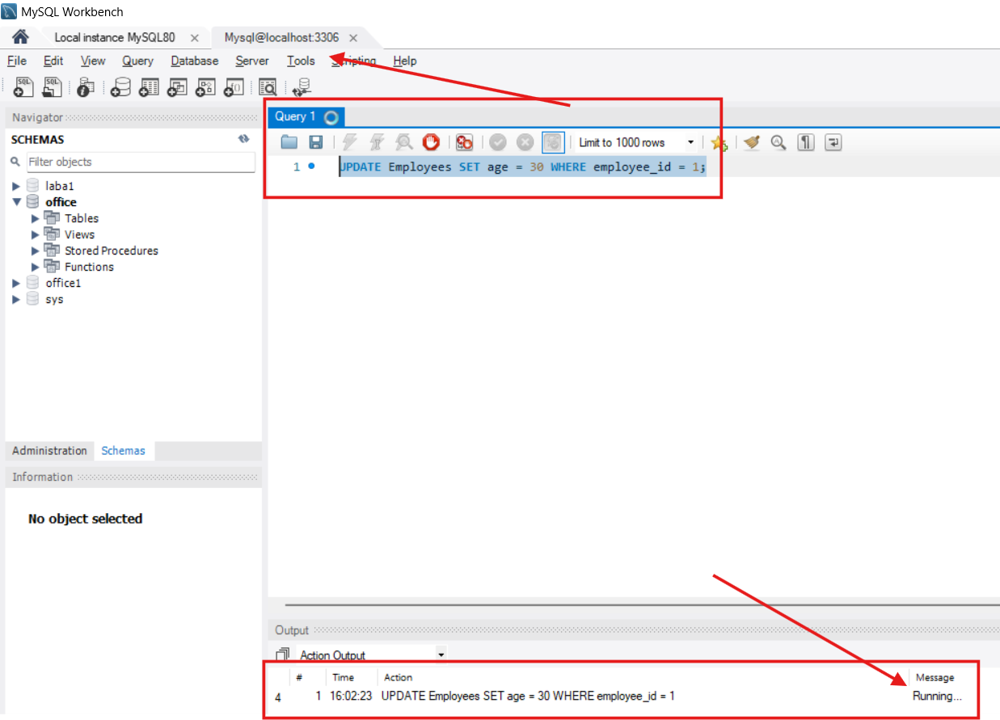 MySQL Workbench
Local instance MySQL80
Mysql@localhost:3306
File Edit View Query Database Server Tools Scripting Help
Navigator
SCHEMAS
Filter objects
laba1
office
Tables
Views
Stored Procedures
Functions
office1
sys
Administration Schemas
Information
No object selected
Query 1
Limit to 1000 rows
1 UPDATE Employees SET age = 30 WHERE employee_id = 1;
Output
Action Output
# Time Action Message
4 1 16:02:23 UPDATE Employees SET age = 30 WHERE employee_id = 1 Running...